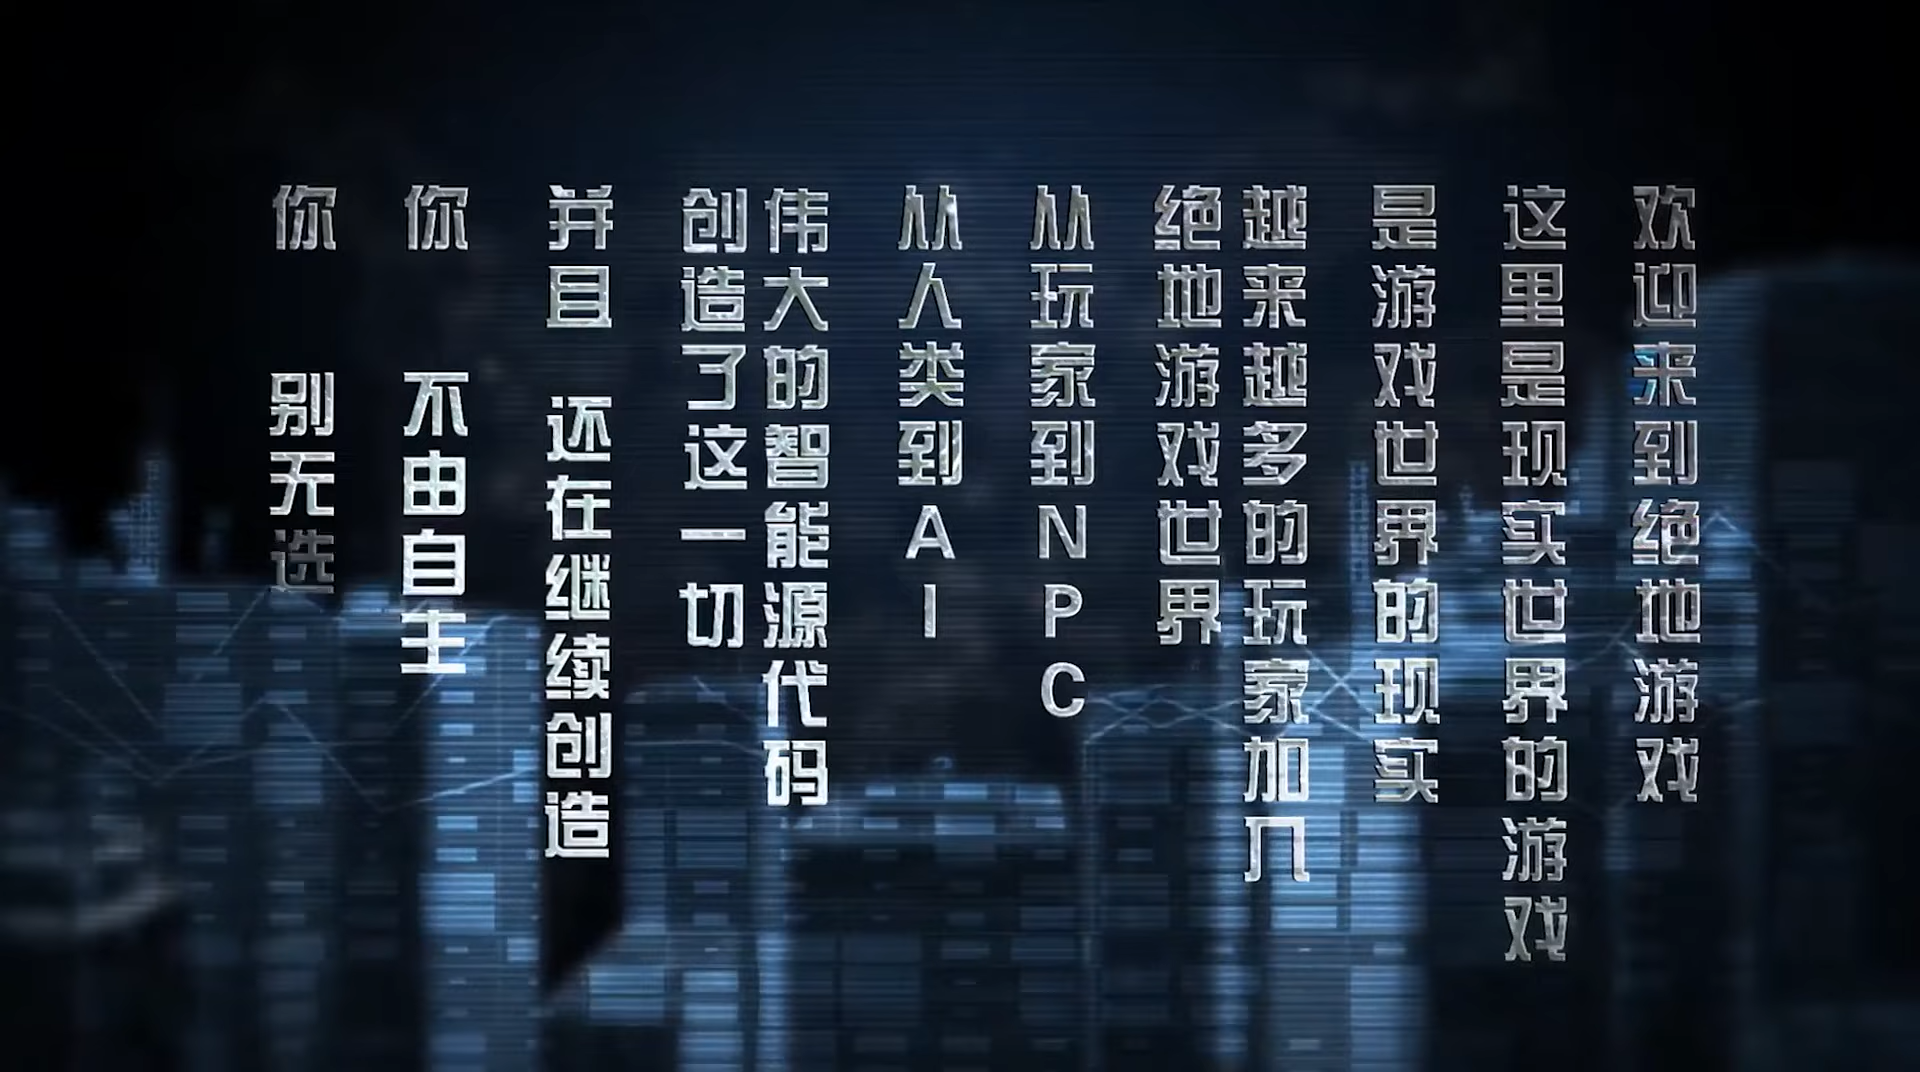 欢迎来到绝地游戏
这里是现实世界的游戏
是游戏世界的现实
越来越多的玩家加几
绝地游戏世界
从玩家到NPC
从人类到AI
伟大的智能源代码
创造了这一切
并且 还在继续创造
你 不由自主
你 别无选